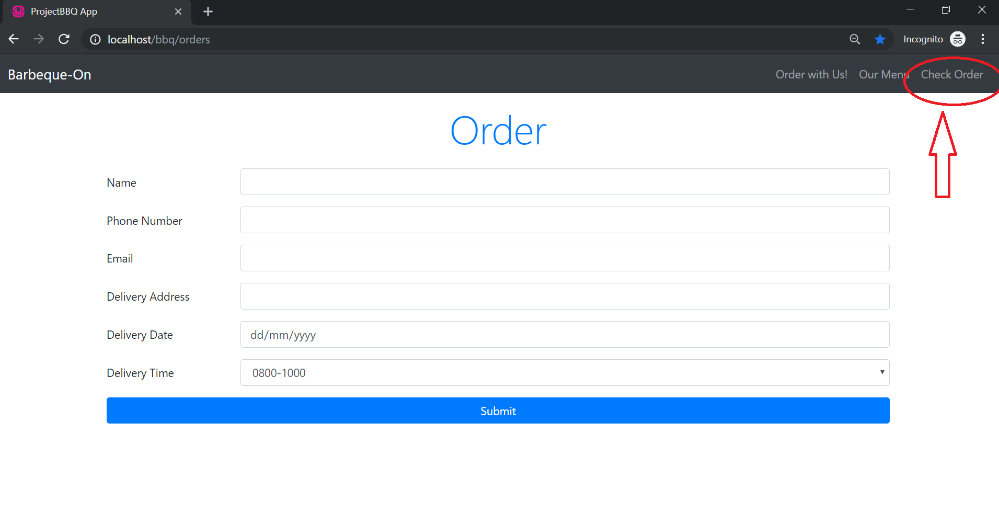 ProjectBBQ App
localhost/bbq/orders
Incognito
Barbeque-On
Order with Us! Our Menu Check Order
Order
Name
Phone Number
Email
Delivery Address
Delivery Date dd/mm/yyyy
Delivery Time 0800-1000
Submit